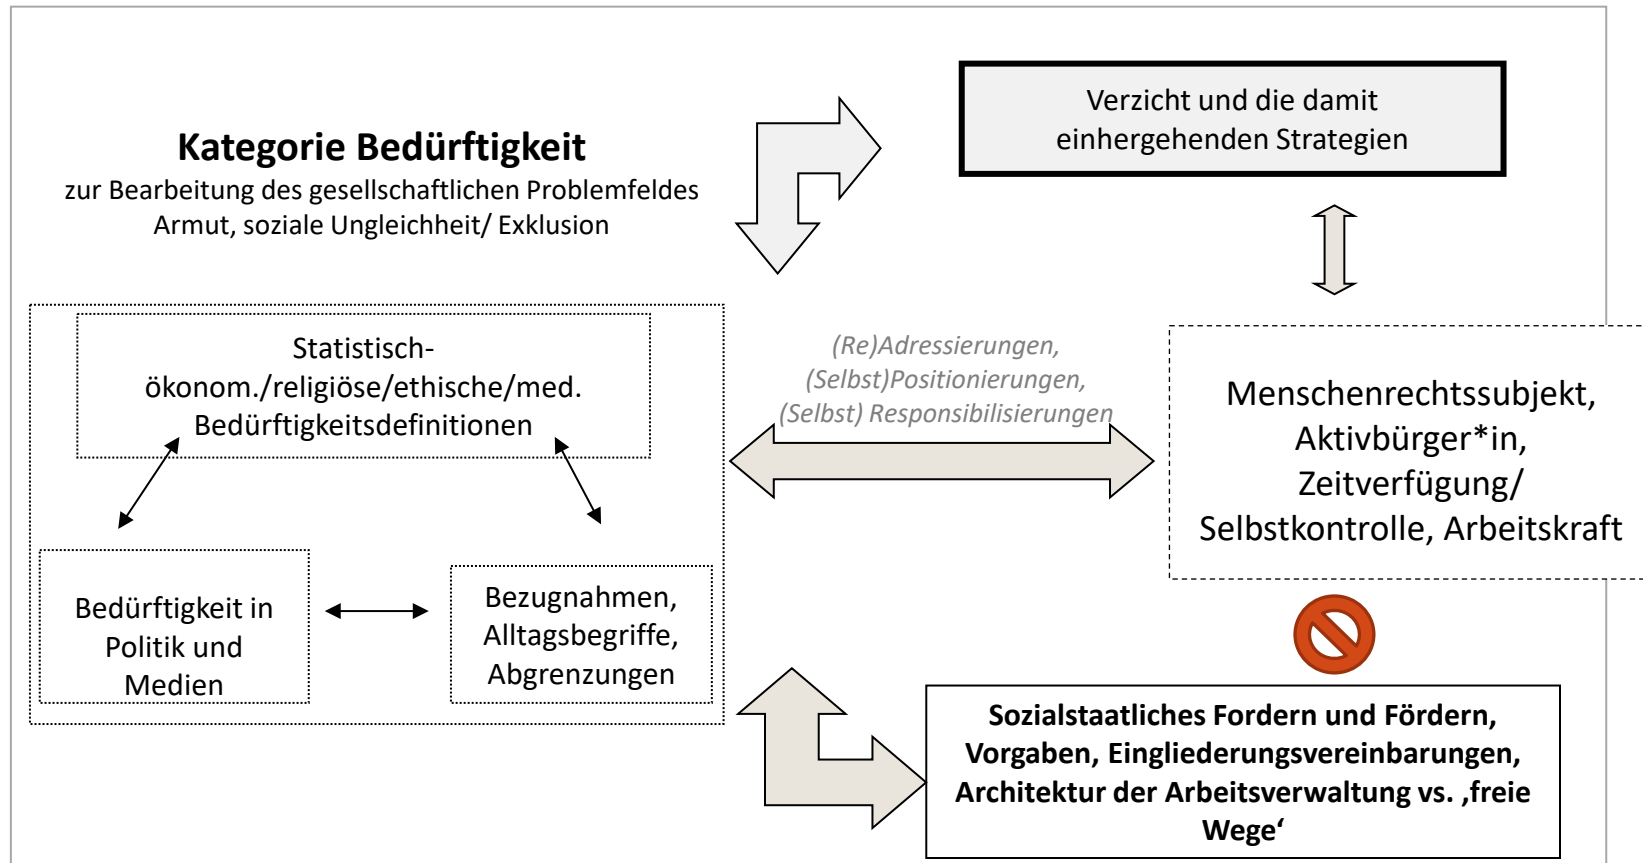 Kategorie Bedürftigkeit
zur Bearbeitung des gesellschaftlichen Problemfeldes
Armut, soziale Ungleichheit/ Exklusion
Verzicht und die damit
einhergehenden Strategien
Statistisch-
ökonom./religiöse/ethische/med.
Bedürftigkeitsdefinitionen
Bedürftigkeit in
Politik und
Medien
Bezugnahmen,
Alltagsbegriffe,
Abgrenzungen
(Re)Adressierungen,
(Selbst)Positionierungen,
(Selbst) Responsibilisierungen
Menschenrechtssubjekt,
Aktivbürger*in,
Zeitverfügung/
Selbstkontrolle, Arbeitskraft
Sozialstaatliches Fordern und Fördern,
Vorgaben, Eingliederungsvereinbarungen,
Architektur der Arbeitsverwaltung vs. ‚freie
Wege‘